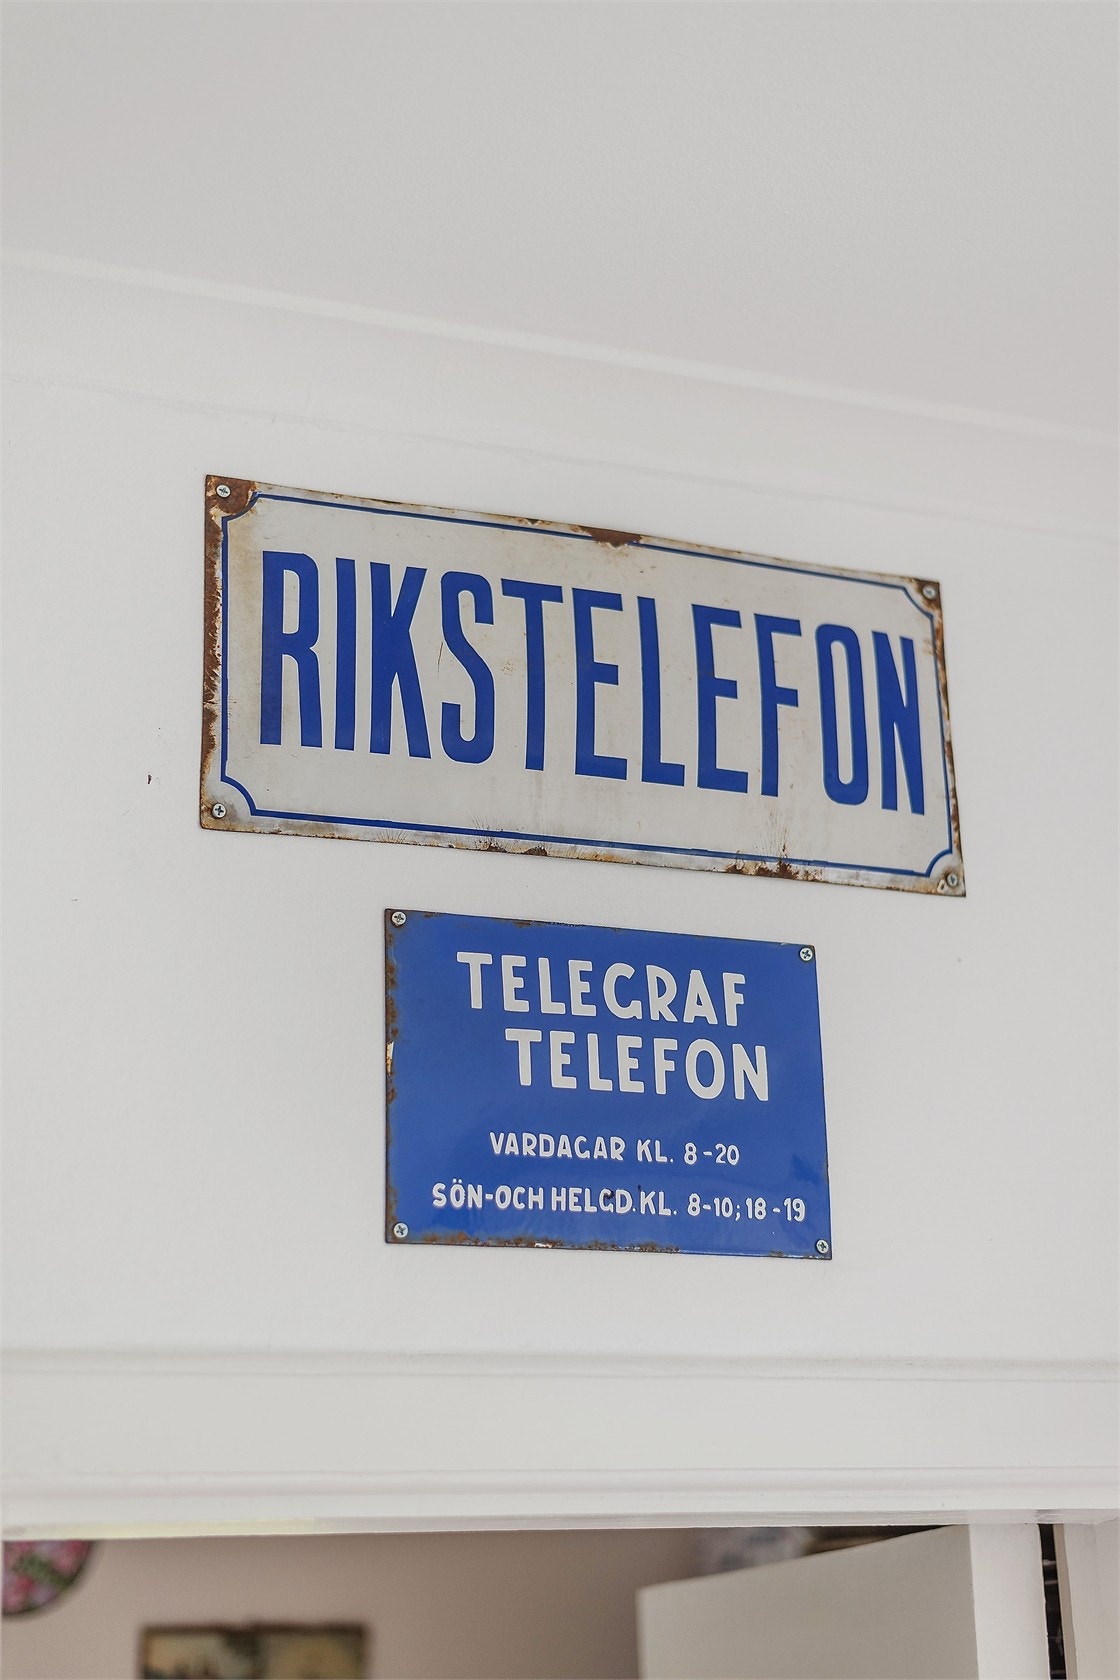 RIKSTELEFON
TELEGRAF
TELEFON
VARDAGAR KL. 8-20
SÖN-OCH HELGD.KL. 8-10; 18-19